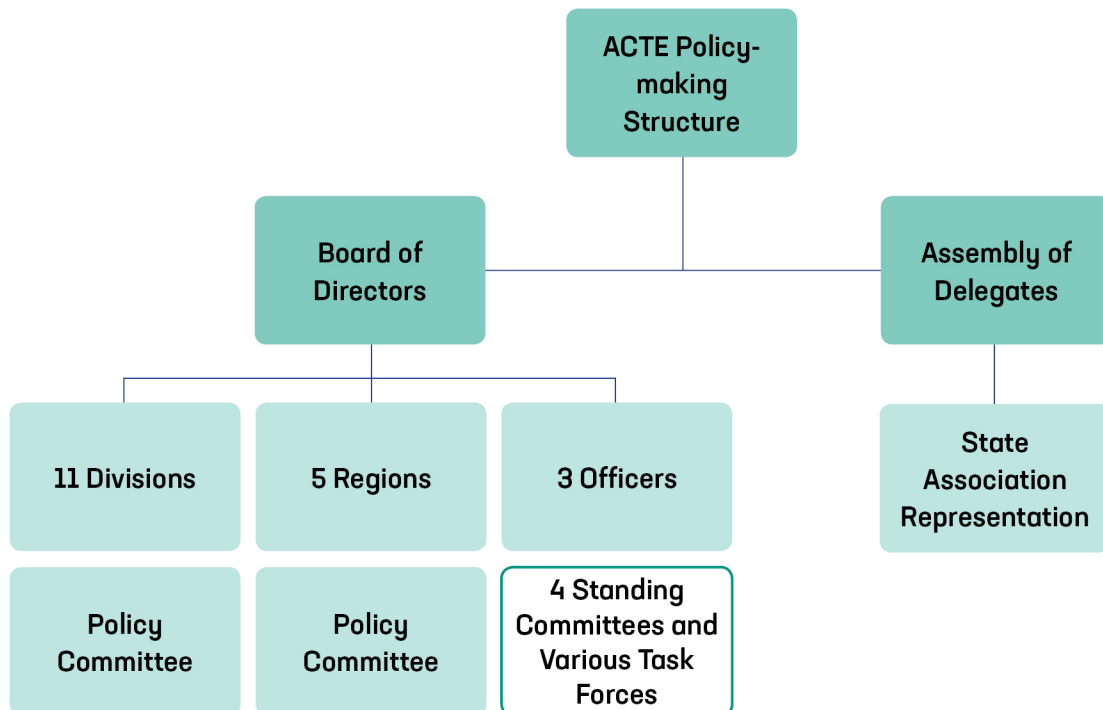 ACTE Policy-
making
Structure
Board of
Directors
Assembly of
Delegates
11 Divisions
5 Regions
3 Officers
State
Association
Representation
Policy
Committee
Policy
Committee
4 Standing
Committees and
Various Task
Forces